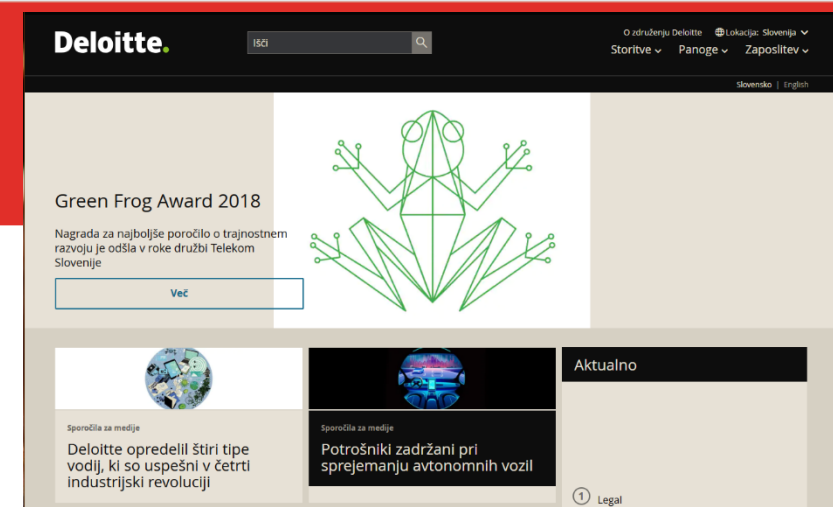 Deloitte.
Išči
O združenju Deloitte
Lokacija: Slovenija
Storitve
Panoge
Zaposlitev
Slovensko | English
Green Frog Award 2018
Nagrada za najboljše poročilo o trajnostnem
razvoju je odšla v roke družbi Telekom
Slovenije
Več
Sporočila za medije
Deloitte opredelil štiri tipe
vodij, ki so uspešni v četrti
industrijski revoluciji
Sporočila za medije
Potrošniki zadržani pri
sprejemanju avtonomnih vozil
Aktualno
1 Legal